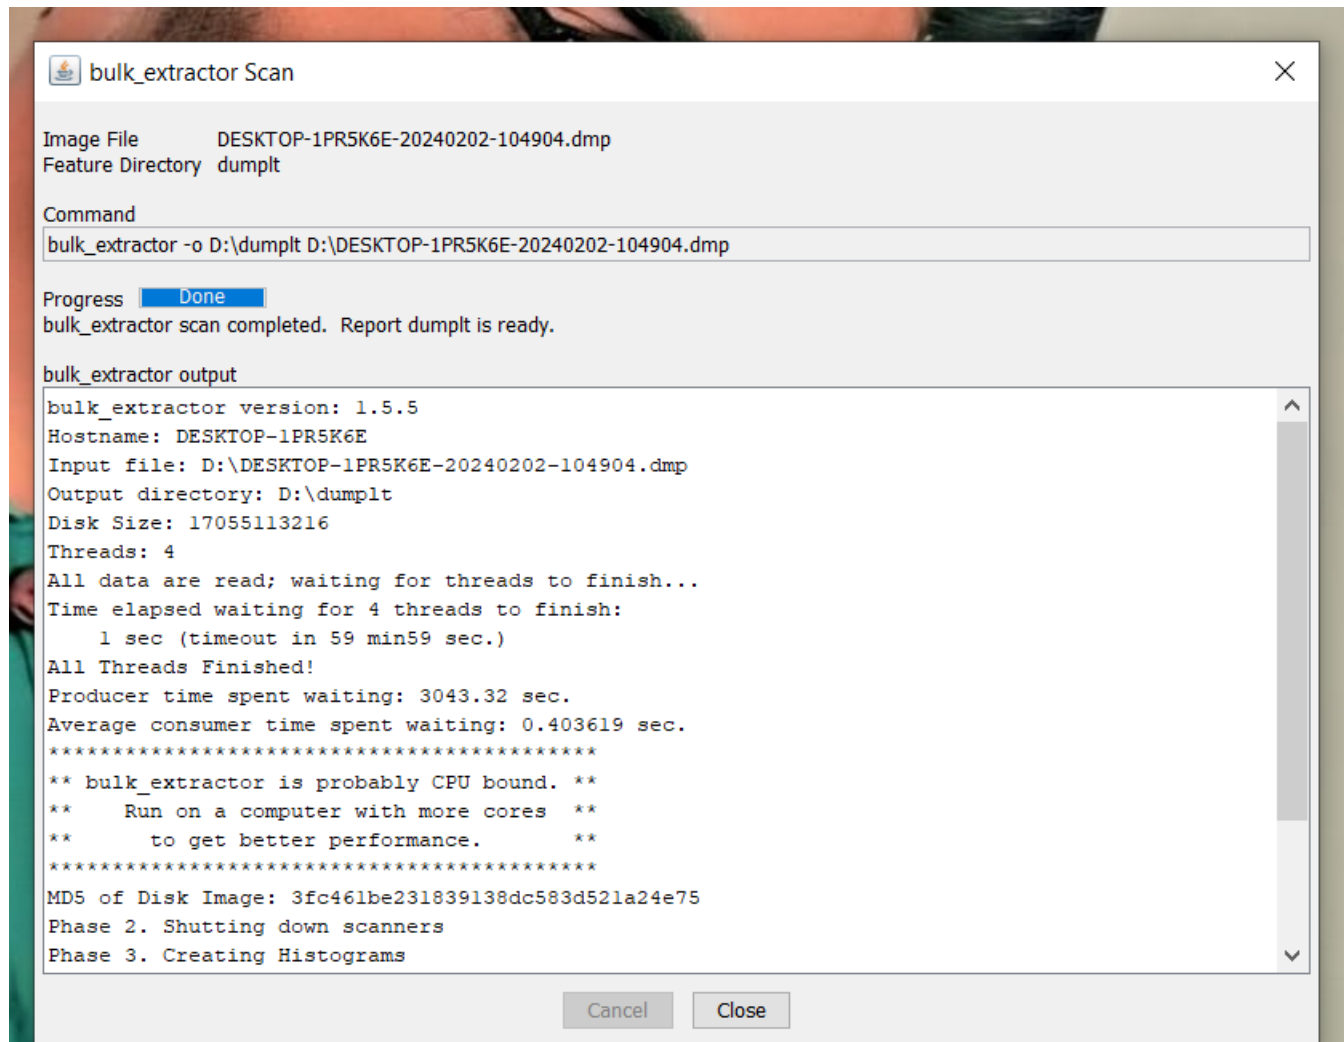 bulk_extractor Scan
Image File DESKTOP-1PR5K6E-20240202-104904.dmp
Feature Directory dumplt
Command
bulk_extractor -o D:\dumplt D:\DESKTOP-1PR5K6E-20240202-104904.dmp
Progress Done
bulk_extractor scan completed.  Report dumplt is ready.
bulk_extractor output
bulk_extractor version: 1.5.5
Hostname: DESKTOP-1PR5K6E
Input file: D:\DESKTOP-1PR5K6E-20240202-104904.dmp
Output directory: D:\dumplt
Disk Size: 17055113216
Threads: 4
All data are read; waiting for threads to finish...
Time elapsed waiting for 4 threads to finish:
    1 sec (timeout in 59 min59 sec.)
All Threads Finished!
Producer time spent waiting: 3043.32 sec.
Average consumer time spent waiting: 0.403619 sec.
*******************************************
** bulk_extractor is probably CPU bound. **
**    Run on a computer with more cores  **
**      to get better performance.       **
*******************************************
MD5 of Disk Image: 3fc461be231839138dc583d521a24e75
Phase 2. Shutting down scanners
Phase 3. Creating Histograms
Cancel Close